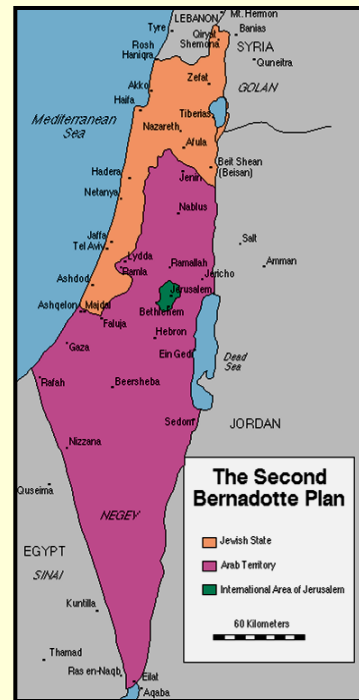 Mt. Hermon
LEBANON
Tyre
Qiryat
Shemona
Banias
SYRIA
Rosh
Haniqra
Quneitra
Zefat
GOLAN
Akko
Haifa
Tiberias
Mediterranean
Sea
Nazareth
Afula
Beit Shean
(Beisan)
Hadera
Jenin
Netanya
Nablus
Jaffa
Tel Aviv
Salt
Lydda
Ramallah
Amman
Ramla
Jericho
Ashdod
Jerusalem
Ashqelon
Majdal
Bethlehem
Faluja
Hebron
Gaza
Ein Gedi
Dead
Sea
Rafah
Beersheba
Sedom
JORDAN
Nizzana
The Second
Bernadotte Plan
Quseima
NEGEY
Jewish State
Arab Territory
EGYPT
SINAI
International Area of Jerusalem
Kuntilla
60 Kilometers
Thamad
Ras en-Naqb
Eilat
Aqaba